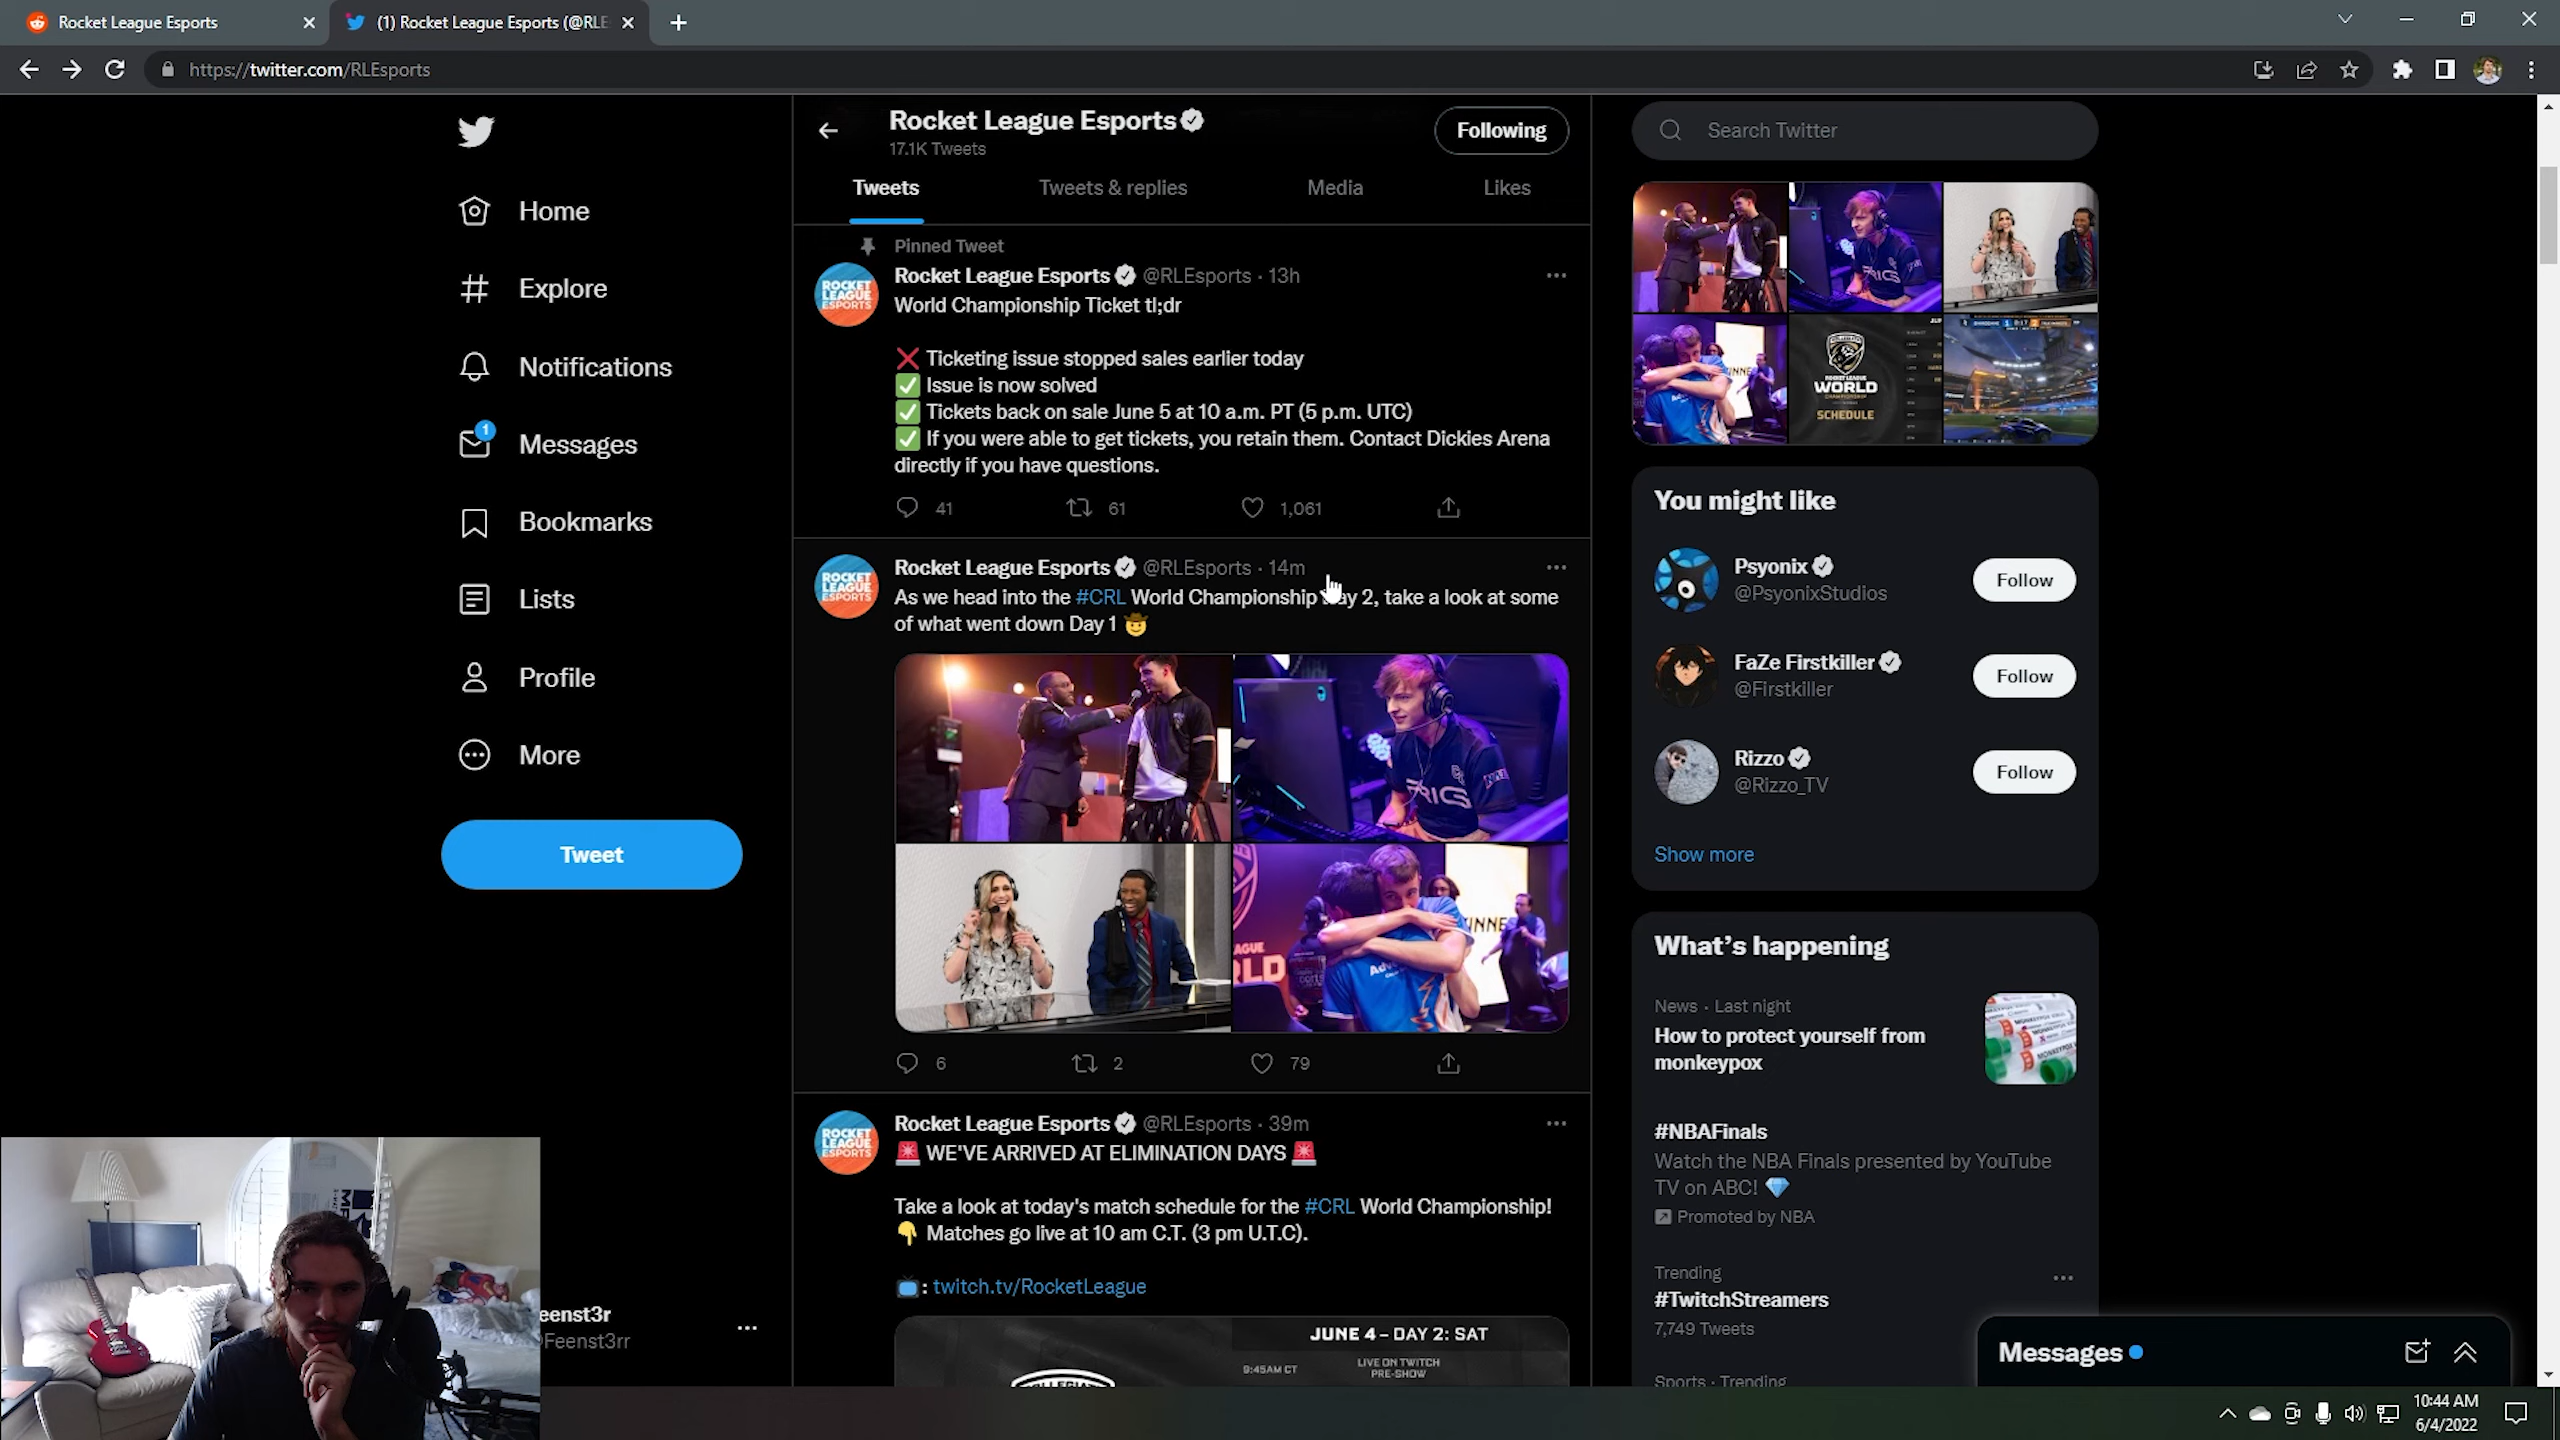 Rocket League Esports
(1) Rocket League Esports (@RLE
https://twitter.com/RLEsports
Home
Explore
Notifications
1
Messages
Bookmarks
Lists
Profile
More
Tweet
eenst3r
Feenst3rr
Rocket League Esports
17.1K Tweets
Following
Tweets
Tweets & replies
Media
Likes
Pinned Tweet
Rocket League Esports @RLEsports · 13h
World Championship Ticket tl;dr
❌ Ticketing issue stopped sales earlier today
✅ Issue is now solved
✅ Tickets back on sale June 5 at 10 a.m. PT (5 p.m. UTC)
✅ If you were able to get tickets, you retain them. Contact Dickies Arena
directly if you have questions.
41
61
1,061
ROCKET LEAGUE ESPORTS
Rocket League Esports @RLEsports · 14m
As we head into the #CRL World Championship Day 2, take a look at some
of what went down Day 1 🤠
6
2
79
Rocket League Esports @RLEsports · 39m
🚨 WE'VE ARRIVED AT ELIMINATION DAYS 🚨
Take a look at today's match schedule for the #CRL World Championship!
👇 Matches go live at 10 am C.T. (3 pm U.T.C).
📺: twitch.tv/RocketLeague
JUNE 4 – DAY 2: SAT
9:45AM CT
LIVE ON TWITCH
PRE-SHOW
Search Twitter
WORLD
CHAMPIONSHIP
SCHEDULE
You might like
Psyonix
@PsyonixStudios
Follow
FaZe Firstkiller
@Firstkiller
Follow
Rizzo
@Rizzo_TV
Follow
Show more
What's happening
News · Last night
How to protect yourself from
monkeypox
#NBAFinals
Watch the NBA Finals presented by YouTube
TV on ABC! 💎
Promoted by NBA
Trending
#TwitchStreamers
7,749 Tweets
Sports · Trending
Messages
10:44 AM
6/4/2022